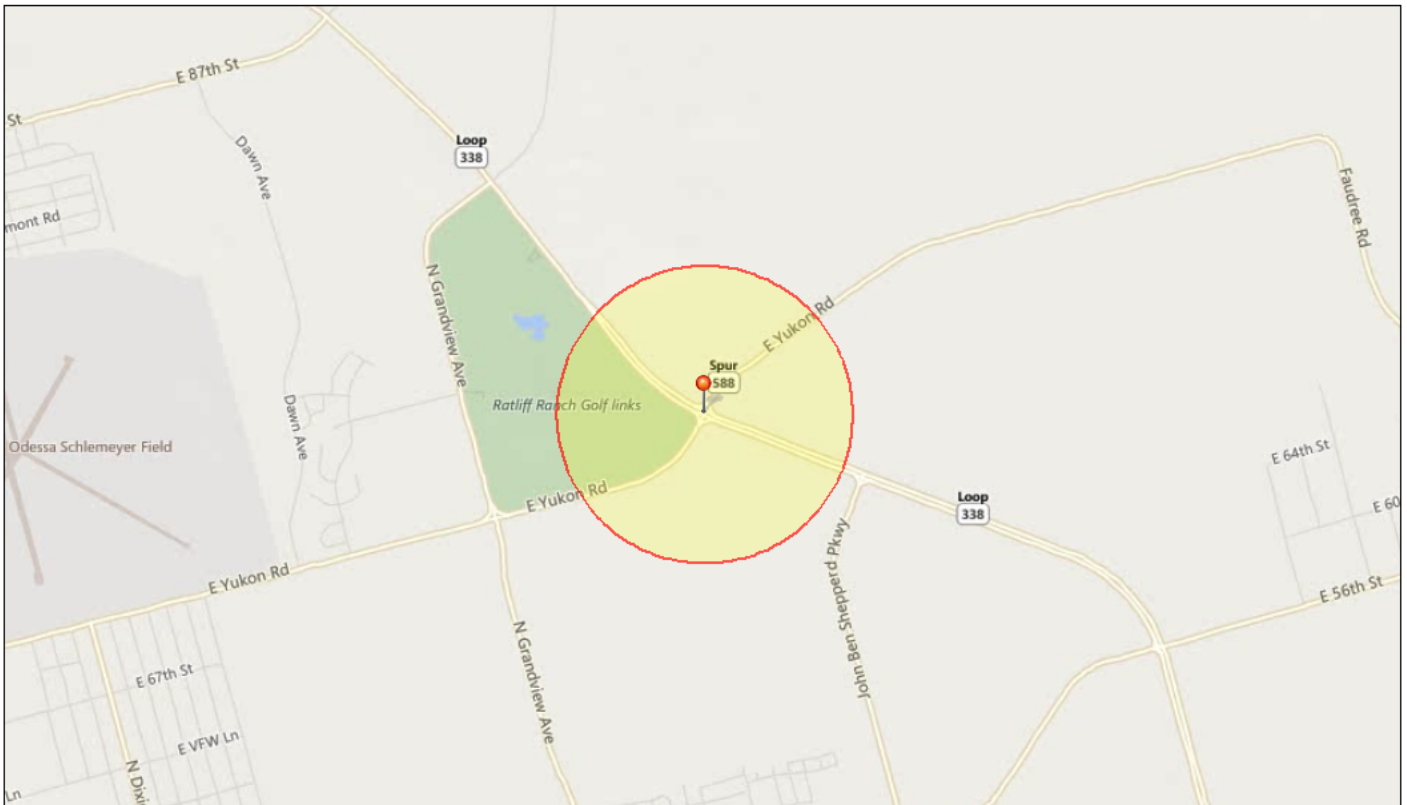 E 87th St
St
Loop
338
Dawn Ave
mont Rd
Faudree Rd
N Grandview Ave
E Yukon Rd
Spur
588
Ratliff Ranch Golf links
Dawn Ave
Odessa Schlemeyer Field
E Yukon Rd
E 64th St
Loop
338
E 60
E Yukon Rd
John Ben Shepperd Pkwy
E 56th St
N Grandview Ave
E 67th St
E VFW Ln
N Dixi
Ln